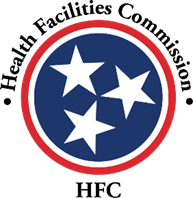 • Health Facilities Commission •
HFC